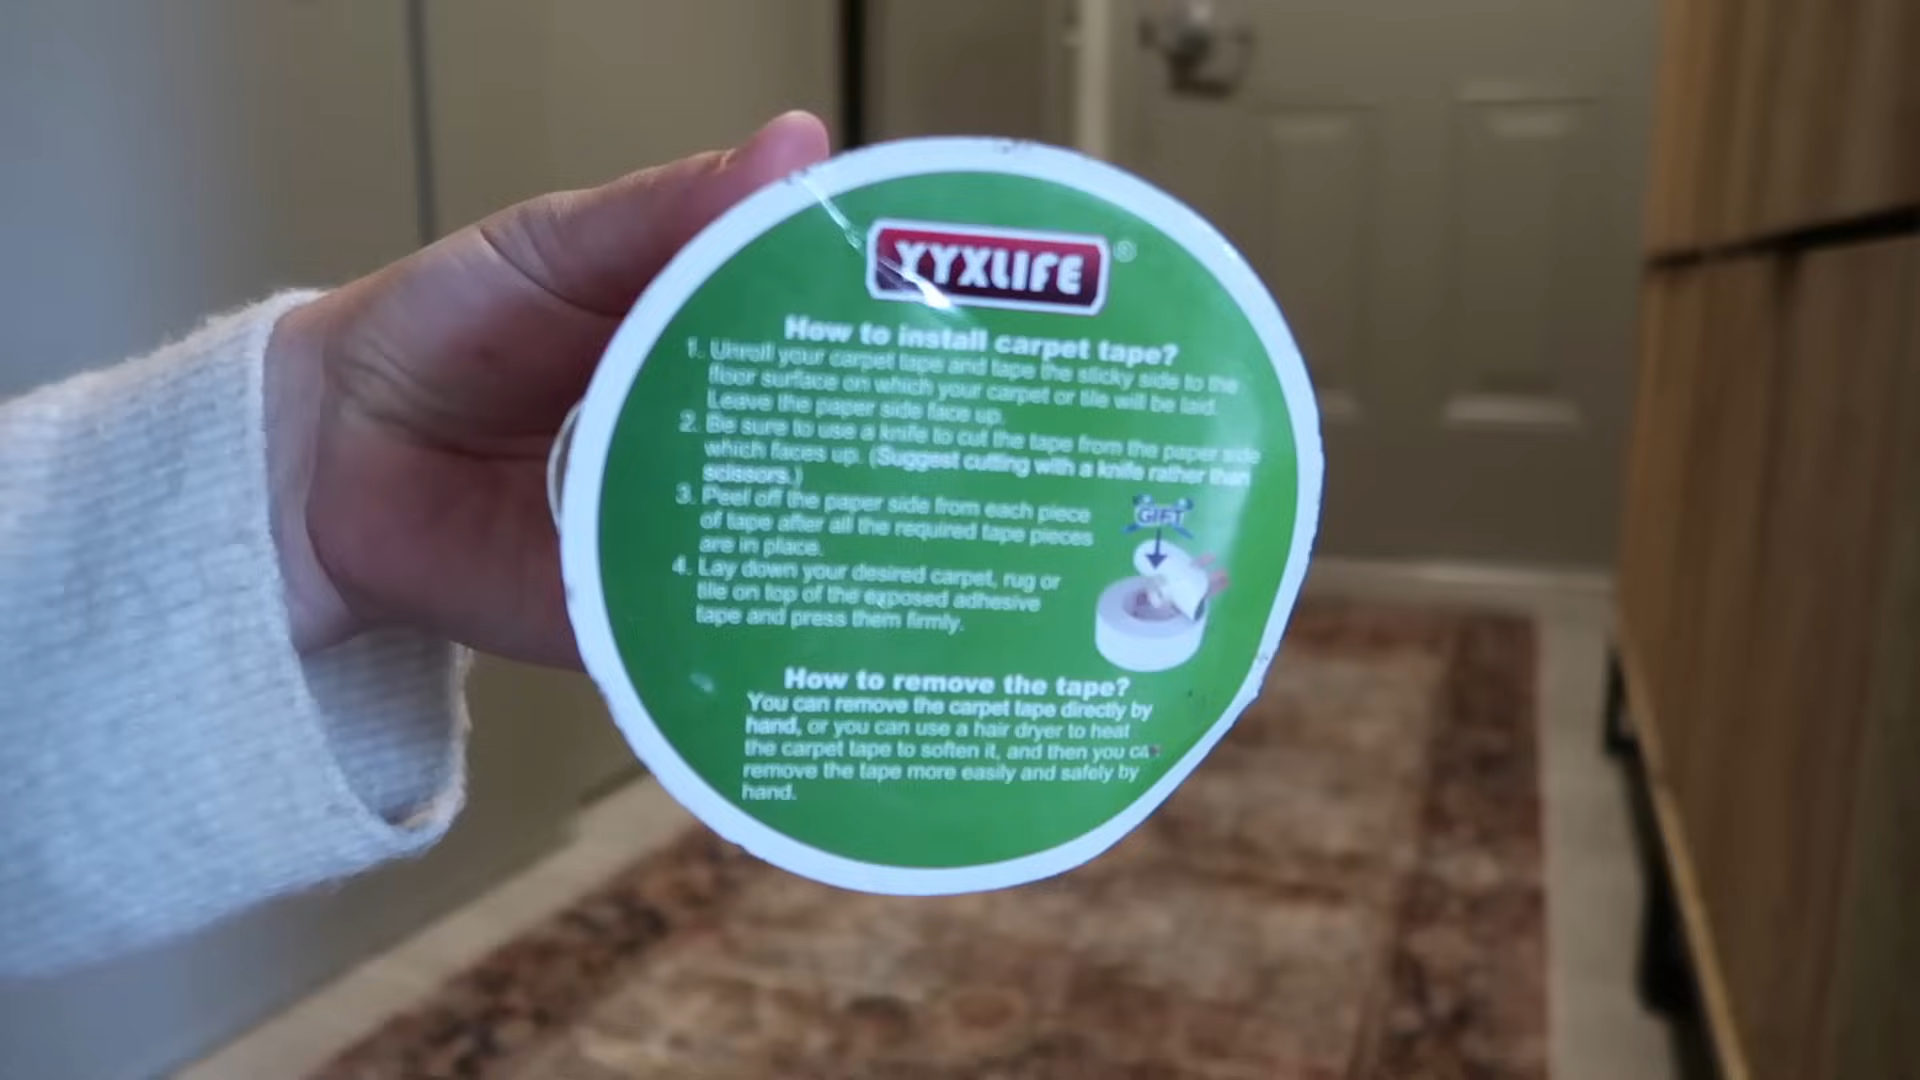 XYXLIFE®
How to install carpet tape?
1. Unroll your carpet tape and tape the sticky side to the
floor surface on which your carpet or tile will be laid.
Leave the paper side face up.
2. Be sure to use a knife to cut the tape from the paper side
which faces up. (Suggest cutting with a knife rather than
scissors.)
3. Peel off the paper side from each piece
of tape after all the required tape pieces
are in place.
GIFT
4. Lay down your desired carpet, rug or
tile on top of the exposed adhesive
tape and press them firmly.
How to remove the tape?
You can remove the carpet tape directly by
hand, or you can use a hair dryer to heat
the carpet tape to soften it, and then you can
remove the tape more easily and safely by
hand.